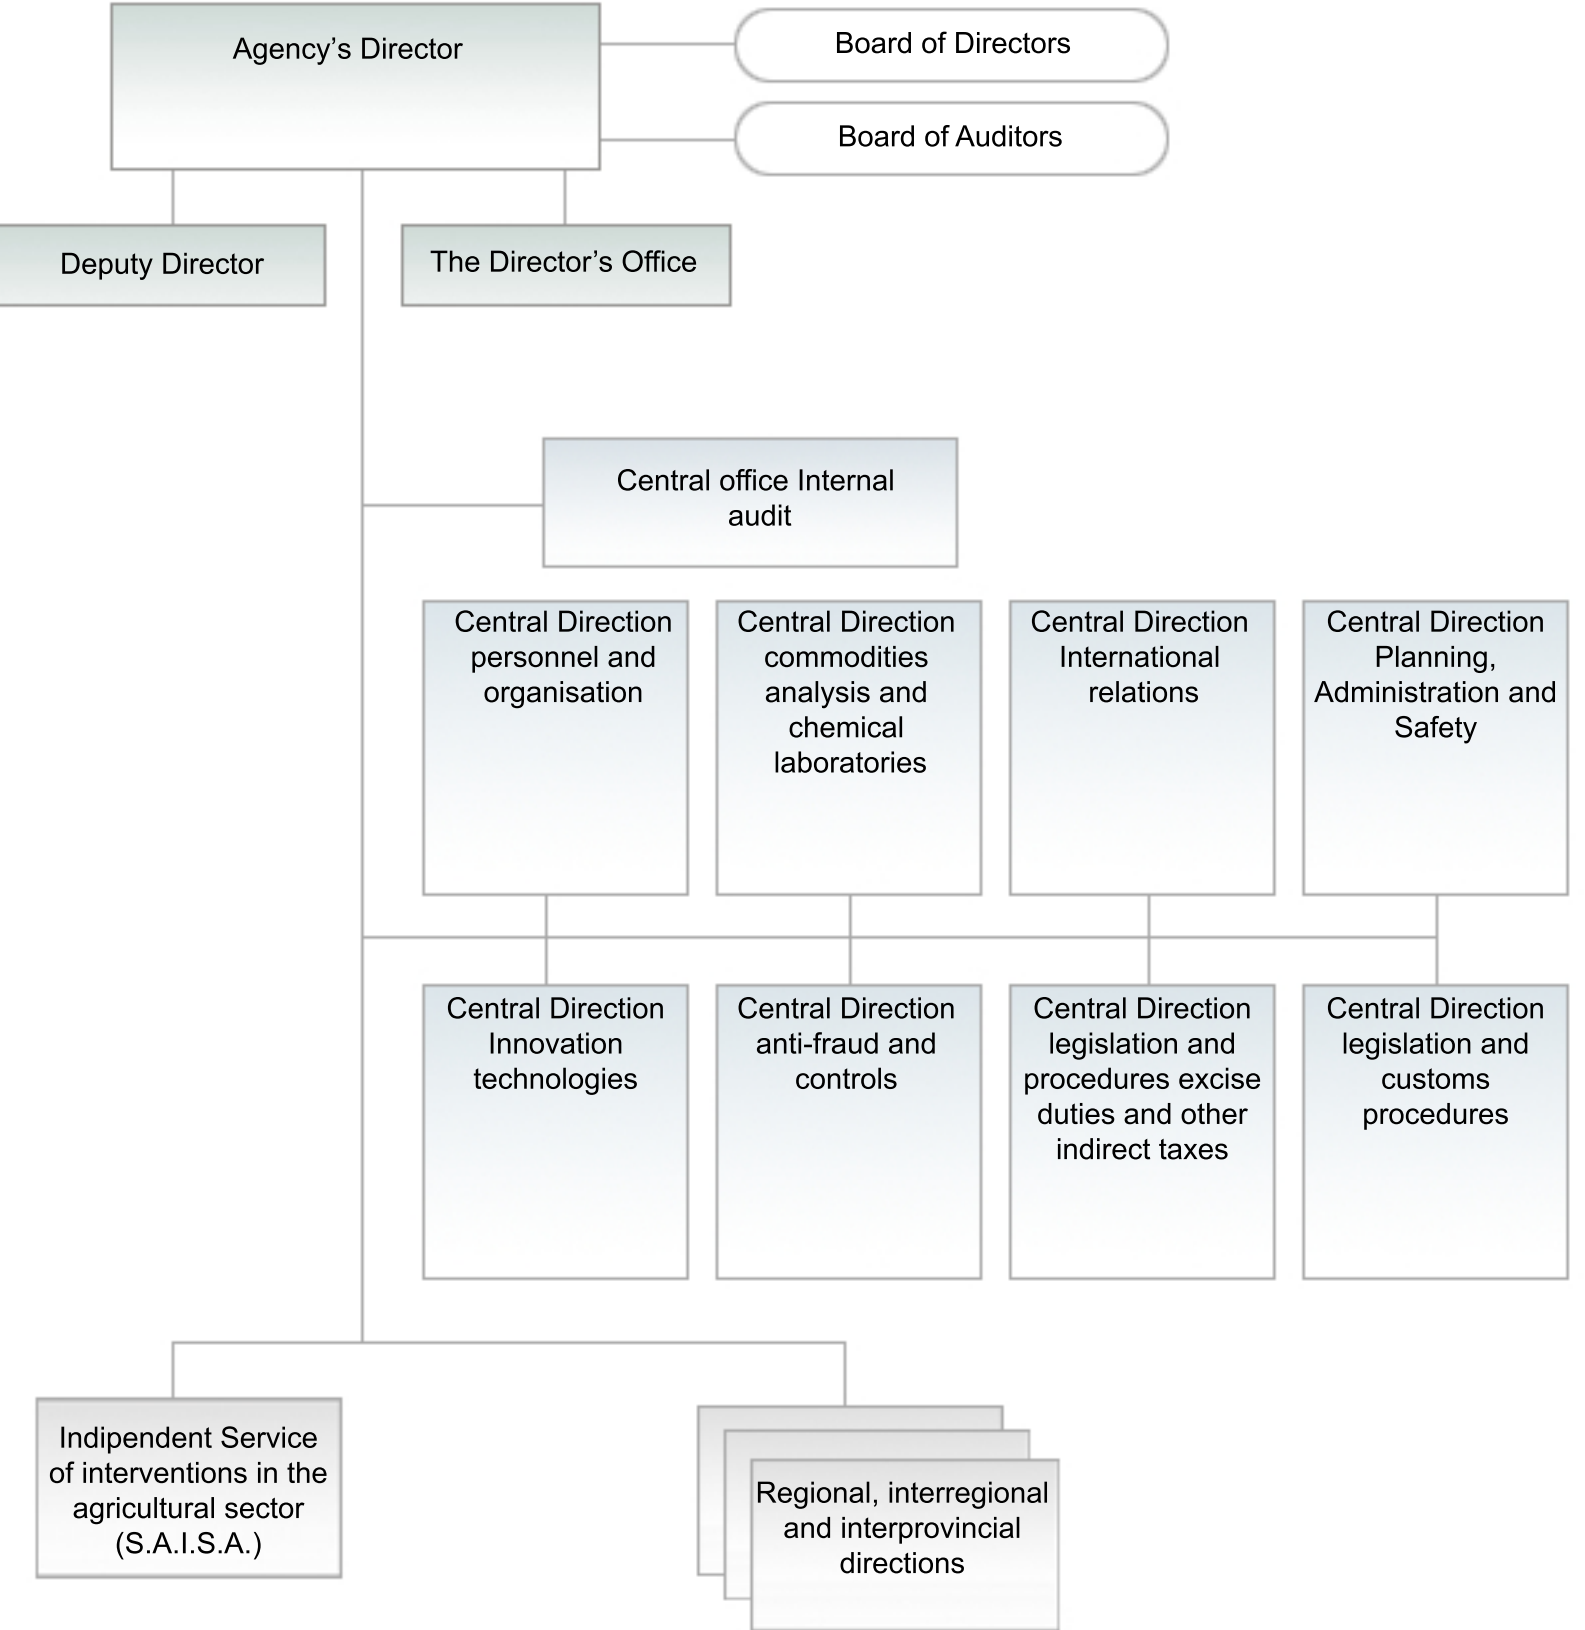 Agency’s Director
Board of Directors
Board of Auditors
Deputy Director
The Director’s Office
Central office Internal
audit
Central Direction
personnel and
organisation
Central Direction
commodities
analysis and
chemical
laboratories
Central Direction
International
relations
Central Direction
Planning,
Administration and
Safety
Central Direction
Innovation
technologies
Central Direction
anti-fraud and
controls
Central Direction
legislation and
procedures excise
duties and other
indirect taxes
Central Direction
legislation and
customs
procedures
Indipendent Service
of interventions in the
agricultural sector
(S.A.I.S.A.)
Regional, interregional
and interprovincial
directions